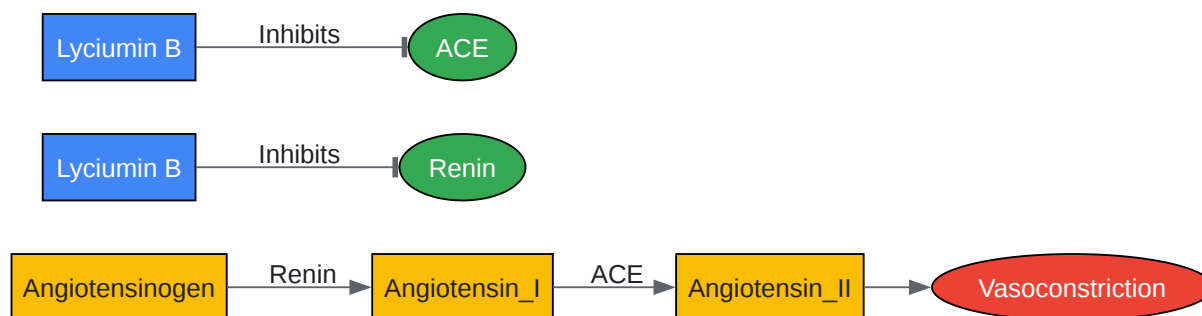 Lyciumin B Inhibits ACE
Lyciumin B Inhibits Renin
Angiotensinogen Renin Angiotensin_I ACE Angiotensin_II Vasoconstriction